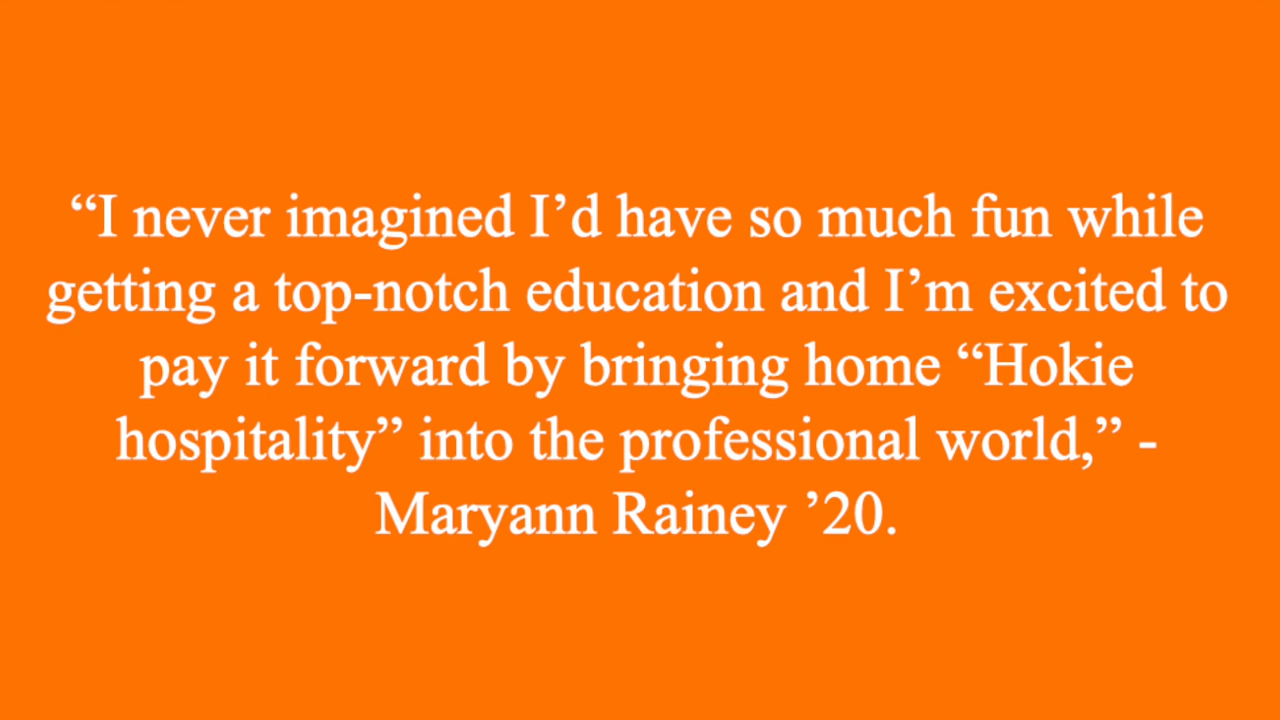 “I never imagined I’d have so much fun while
getting a top-notch education and I’m excited to
pay it forward by bringing home “Hokie
hospitality” into the professional world,” -
Maryann Rainey ’20.